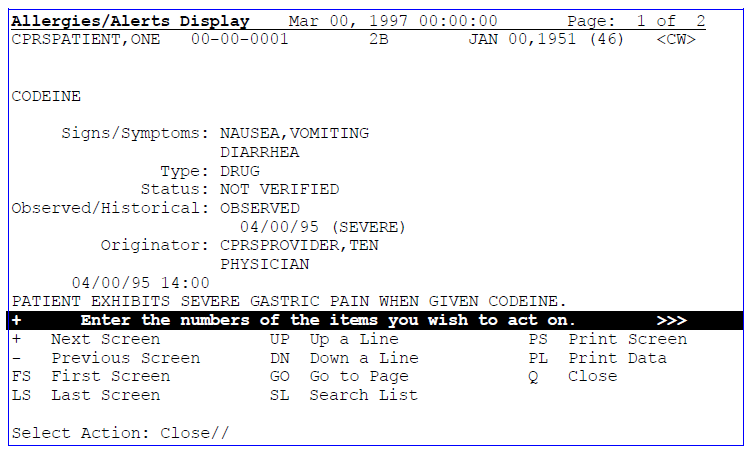 Allergies/Alerts Display    Mar 00, 1997 00:00:00       Page:  1 of  2
CPRSPATIENT,ONE   00-00-0001        2B        JAN 00,1951 (46)   <CW>
CODEINE
Signs/Symptoms: NAUSEA,VOMITING
DIARRHEA
Type: DRUG
Status: NOT VERIFIED
Observed/Historical: OBSERVED
04/00/95 (SEVERE)
Originator: CPRSPROVIDER,TEN
PHYSICIAN
04/00/95 14:00
PATIENT EXHIBITS SEVERE GASTRIC PAIN WHEN GIVEN CODEINE.
+      Enter the numbers of the items you wish to act on.        >>>
+   Next Screen           UP  Up a Line             PS  Print Screen
-   Previous Screen       DN  Down a Line           PL  Print Data
FS  First Screen          GO  Go to Page            Q   Close
LS  Last Screen           SL  Search List
Select Action: Close//